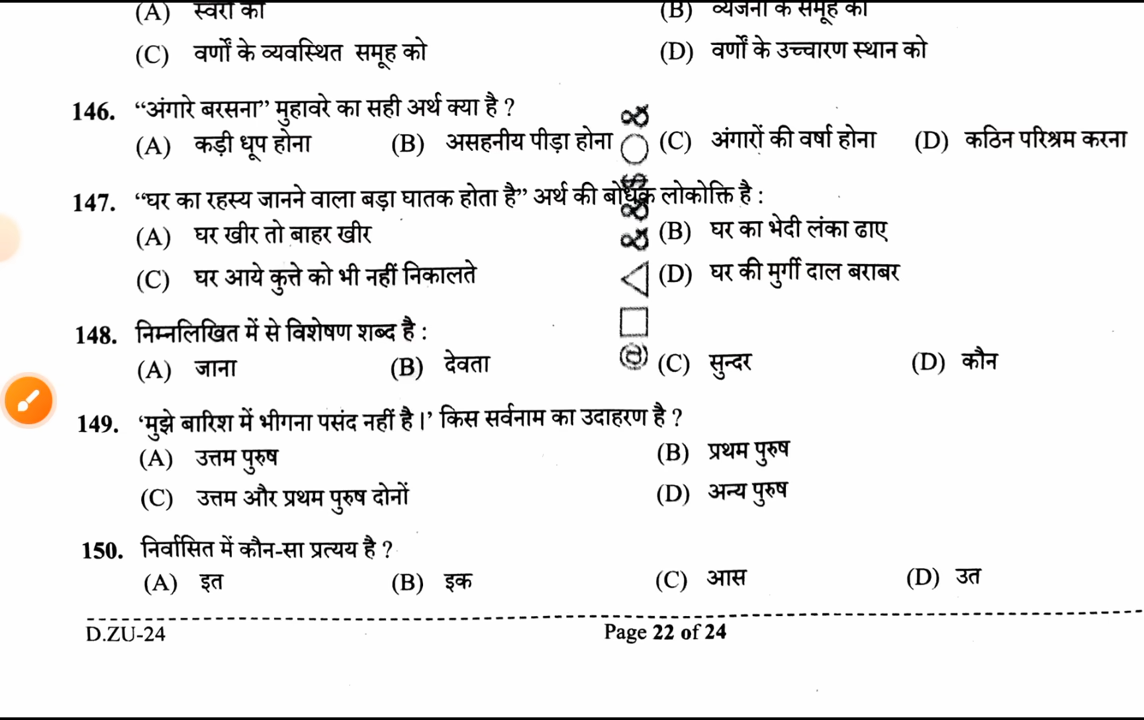 (A) स्वरों को (B) व्यंजनों के समूह को
(C) वर्णों के व्यवस्थित समूह को (D) वर्णों के उच्चारण स्थान को
146. “अंगारे बरसना” मुहावरे का सही अर्थ क्या है ?
(A) कड़ी धूप होना (B) असहनीय पीड़ा होना (C) अंगारों की वर्षा होना (D) कठिन परिश्रम करना
147. “घर का रहस्य जानने वाला बड़ा घातक होता है” अर्थ की बोधक लोकोक्ति है :
(A) घर खीर तो बाहर खीर (B) घर का भेदी लंका ढाए
(C) घर आये कुत्ते को भी नहीं निकालते (D) घर की मुर्गी दाल बराबर
148. निम्नलिखित में से विशेषण शब्द है :
(A) जाना (B) देवता (C) सुन्दर (D) कौन
149. ‘मुझे बारिश में भीगना पसंद नहीं है।’ किस सर्वनाम का उदाहरण है ?
(A) उत्तम पुरुष (B) प्रथम पुरुष
(C) उत्तम और प्रथम पुरुष दोनों (D) अन्य पुरुष
150. निर्वासित में कौन-सा प्रत्यय है ?
(A) इत (B) इक (C) आस (D) उत
D.ZU-24 Page 22 of 24
@□△&&$○&